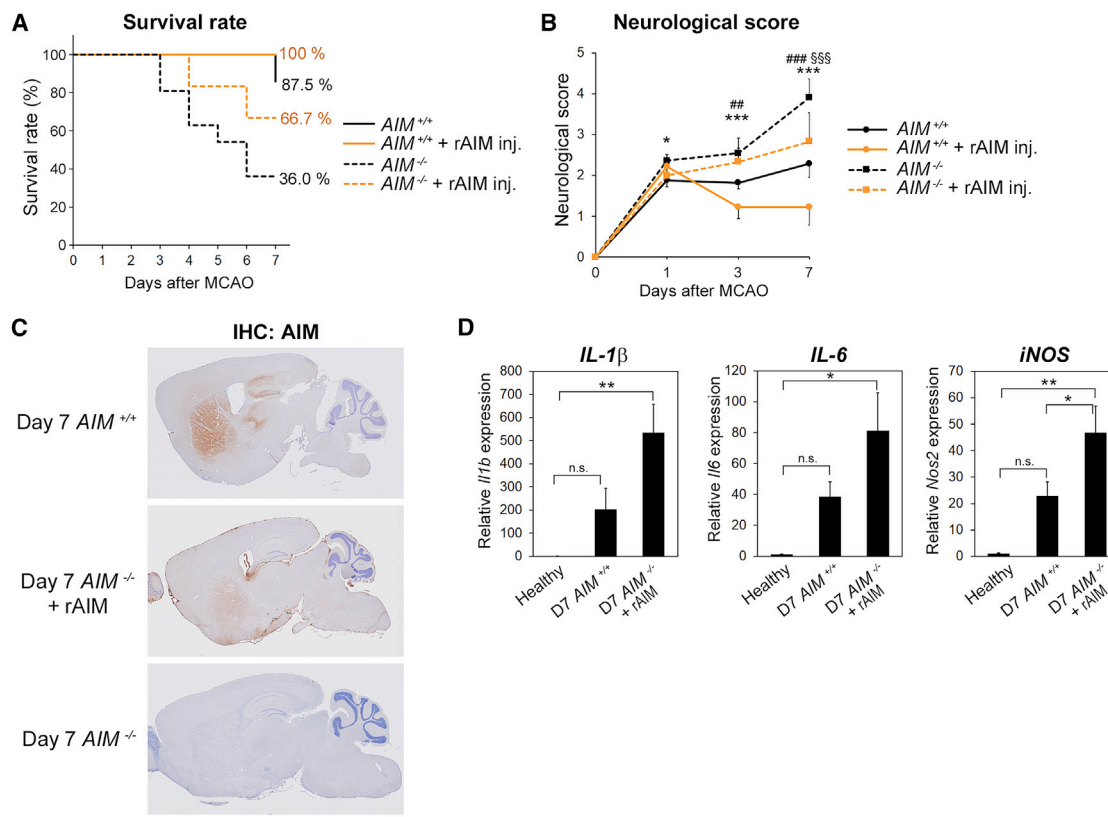 A
Survival rate
Survival rate (%)
100
80
60
40
20
0
0 1 2 3 4 5 6 7
Days after MCAO
100 %
87.5 %
66.7 %
36.0 %
AIM +/+
AIM +/+ + rAIM inj.
AIM -/-
AIM -/- + rAIM inj.
B
Neurological score
Neurological score
5
4
3
2
1
0
0 1 3 7
Days after MCAO
*
##
***
### §§§
***
AIM +/+
AIM +/+ + rAIM inj.
AIM -/-
AIM -/- + rAIM inj.
C
IHC: AIM
Day 7 AIM +/+
Day 7 AIM -/-
+ rAIM
Day 7 AIM -/-
D
IL-1β
Relative Il1b expression
800
700
600
500
400
300
200
100
0
**
n.s.
Healthy
D7 AIM +/+
D7 AIM -/-
+ rAIM
IL-6
Relative Il6 expression
120
100
80
60
40
20
0
*
n.s.
Healthy
D7 AIM +/+
D7 AIM -/-
+ rAIM
iNOS
Relative Nos2 expression
70
60
50
40
30
20
10
0
**
*
n.s.
Healthy
D7 AIM +/+
D7 AIM -/-
+ rAIM